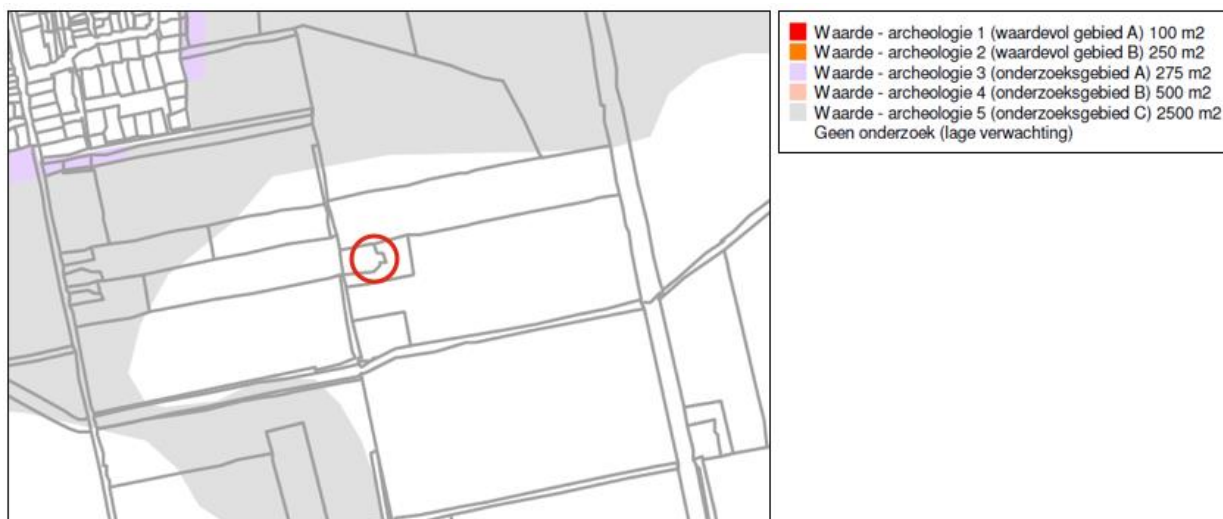 Waarde - archeologie 1 (waardevol gebied A) 100 m2
Waarde - archeologie 2 (waardevol gebied B) 250 m2
Waarde - archeologie 3 (onderzoeksgebied A) 275 m2
Waarde - archeologie 4 (onderzoeksgebied B) 500 m2
Waarde - archeologie 5 (onderzoeksgebied C) 2500 m2
Geen onderzoek (lage verwachting)